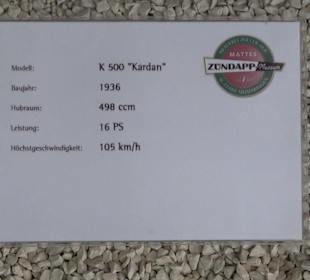 Modell: K 500 "Kardan"
Baujahr: 1936
Hubraum: 498 ccm
Leistung: 16 PS
Höchstgeschwindigkeit: 105 km/h
MATTES
ZÜNDAPP Museum